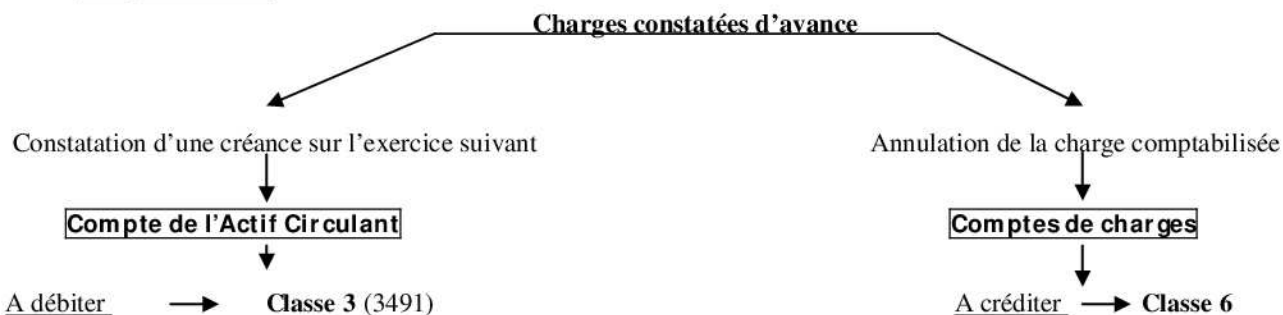 Charges constatées d'avance
Constatation d'une créance sur l'exercice suivant
Annulation de la charge comptabilisée
Compte de l'Actif Circulant
Comptes de charges
A débiter
Classe 3 (3491)
A créditer
Classe 6